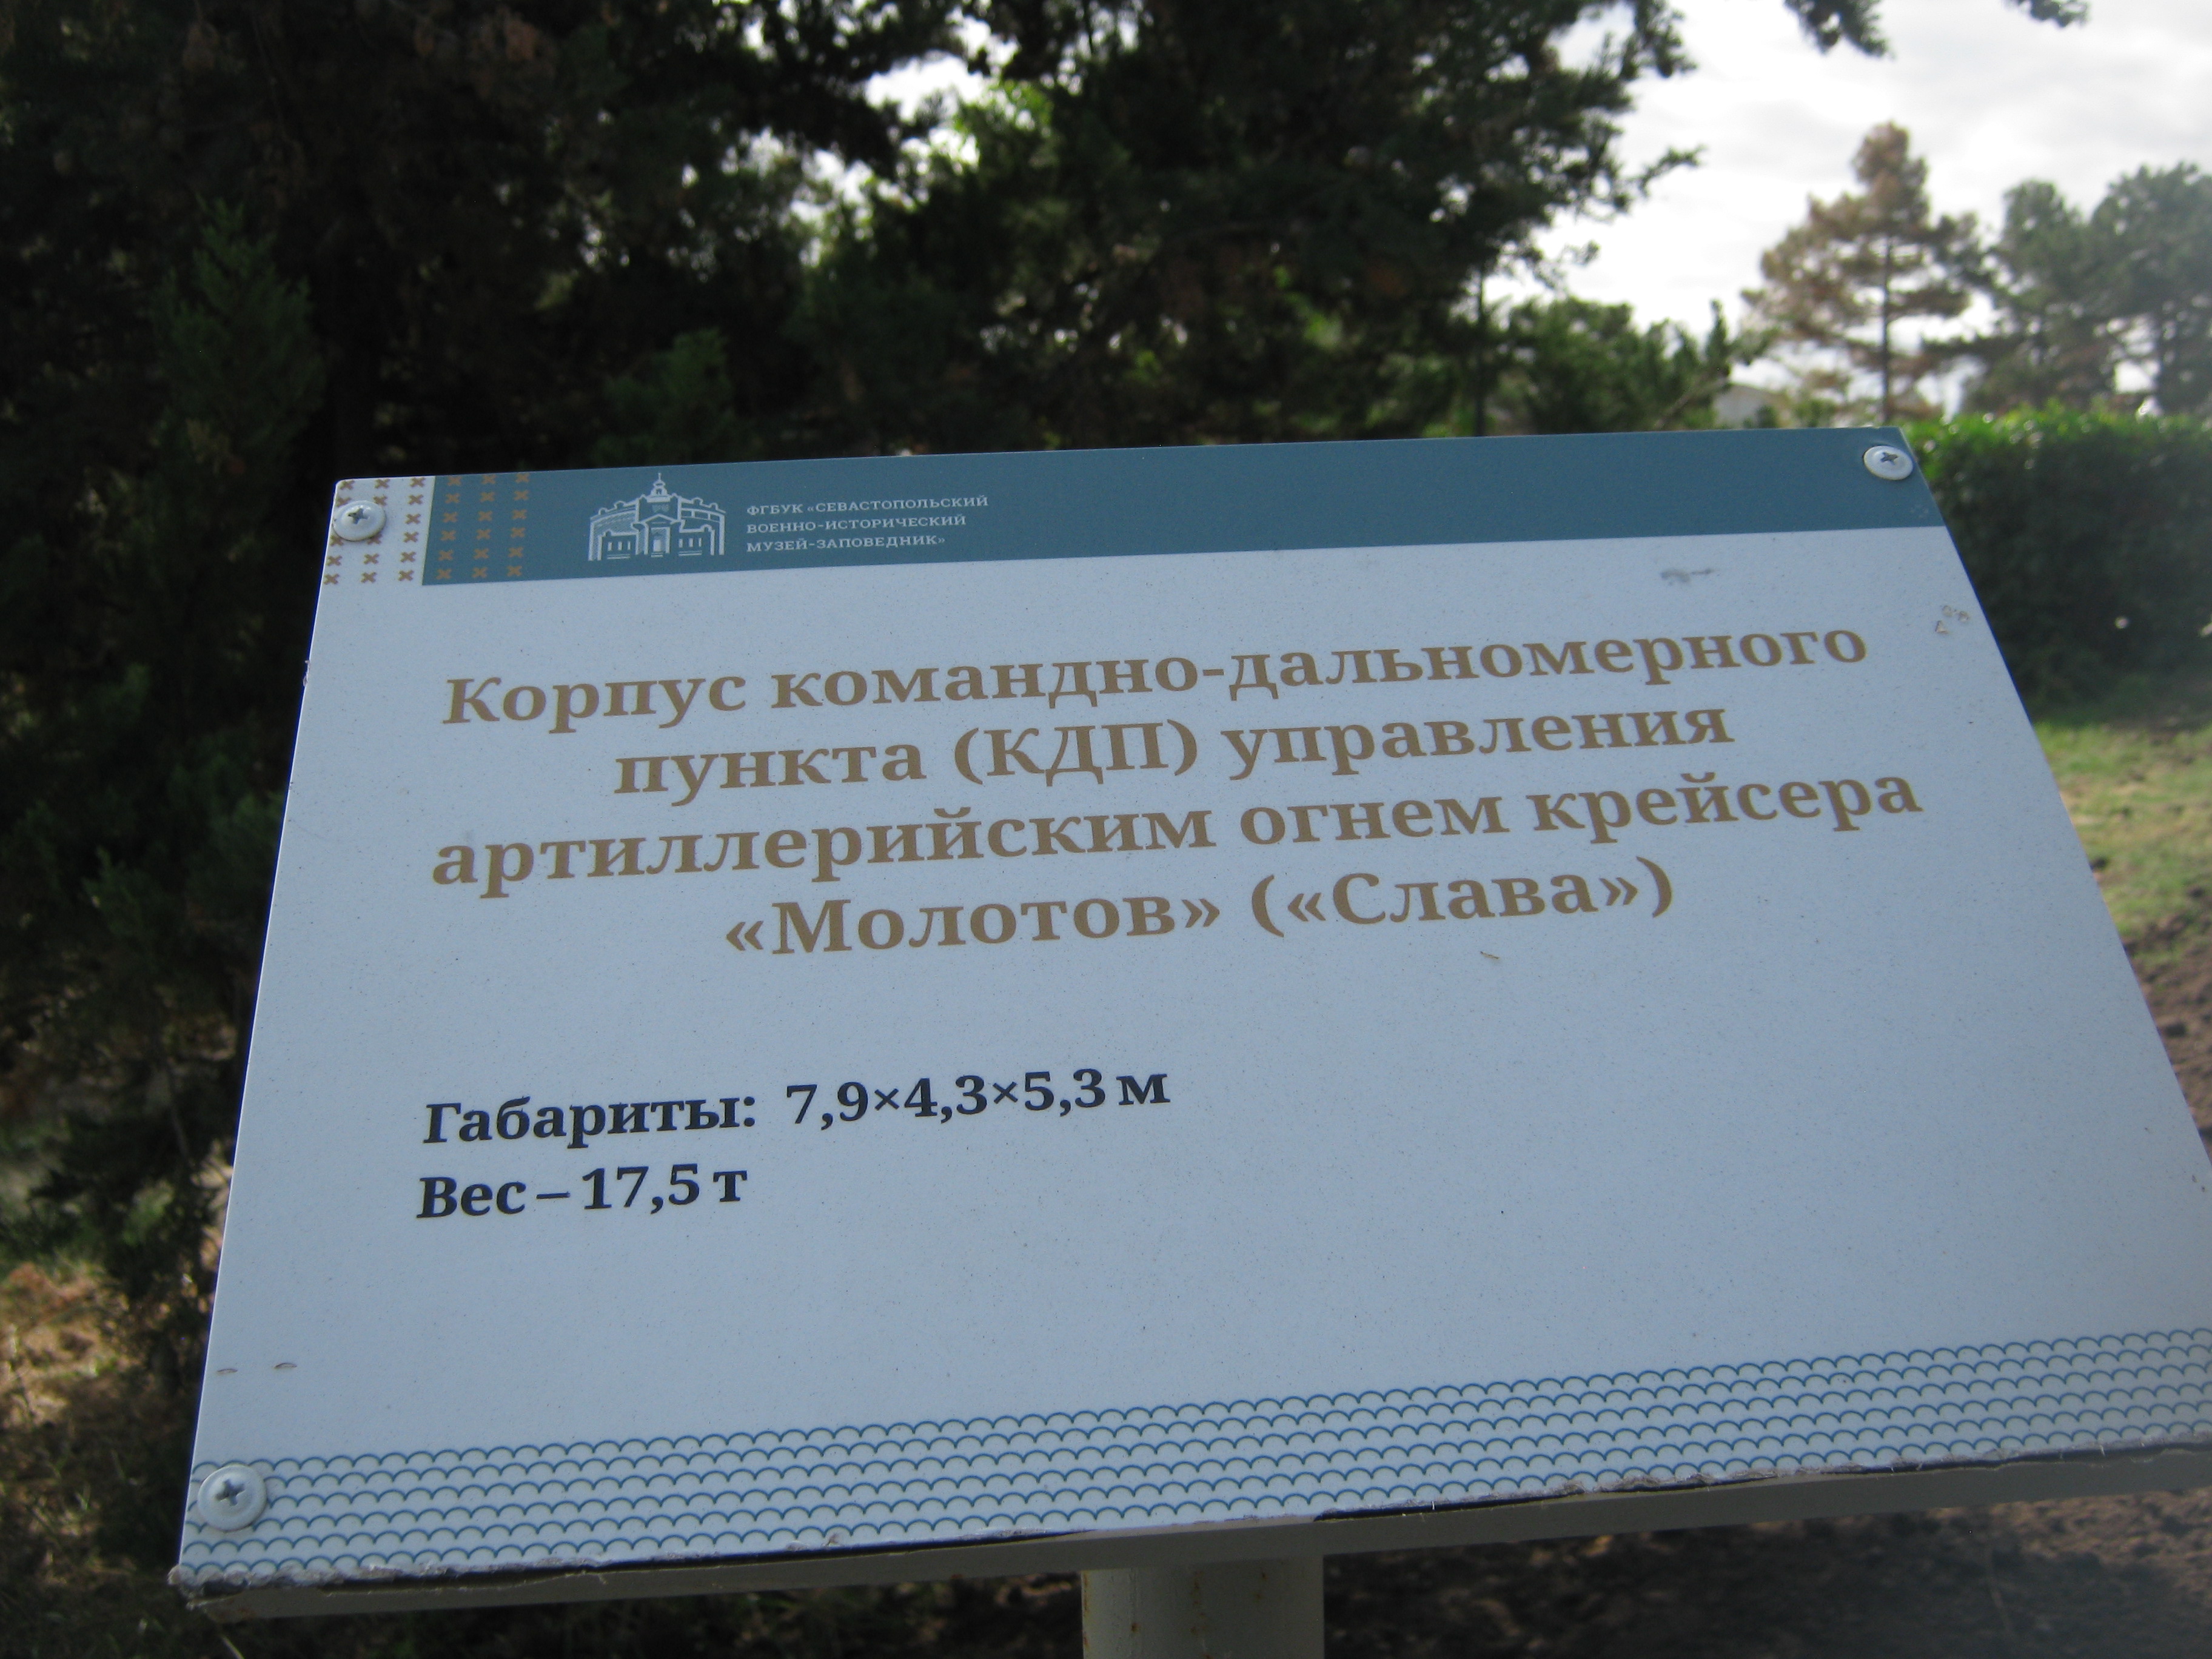 ФГБУК «СЕВАСТОПОЛЬСКИЙ
ВОЕННО-ИСТОРИЧЕСКИЙ
МУЗЕЙ-ЗАПОВЕДНИК»
Корпус командно-дальномерного
пункта (КДП) управления
артиллерийским огнем крейсера
«Молотов» («Слава»)
Габариты: 7,9×4,3×5,3 м
Вес – 17,5 т